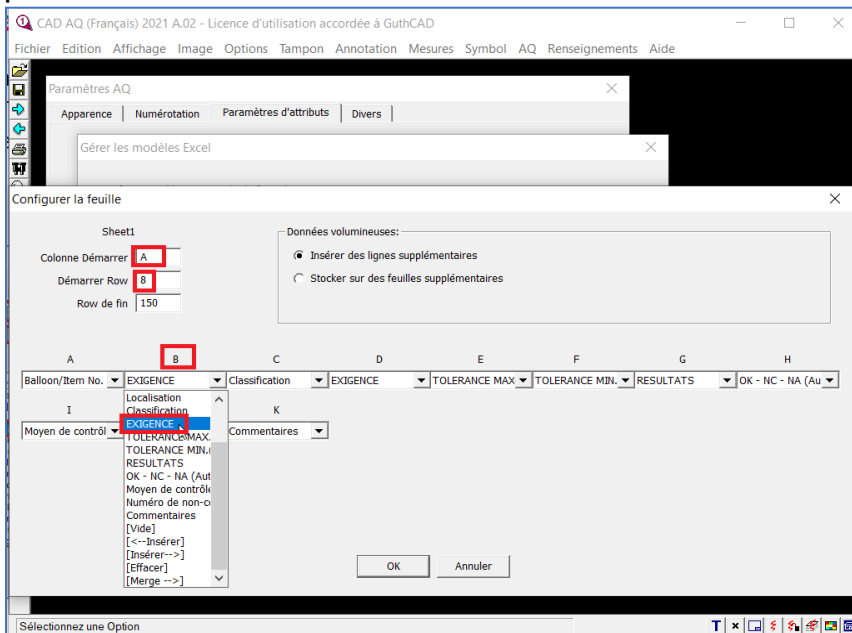 CAD AQ (Français) 2021 A.02 - Licence d'utilisation accordée à GuthCAD
Fichier Edition Affichage Image Options Tampon Annotation Mesures Symbol AQ Renseignements Aide
Paramètres AQ
Apparence Numérotation Paramètres d'attributs Divers
Gérer les modèles Excel
Configurer la feuille
Sheet1
Données volumineuses:
Colonne Démarrer A
Insérer des lignes supplémentaires
Démarrer Row 8
Stocker sur des feuilles supplémentaires
Row de fin 150
A B C D E F G H
Balloon/Item No. EXIGENCE Classification EXIGENCE TOLERANCE MAX TOLERANCE MIN. RESULTATS OK - NC - NA (Au
I K
Moyen de contrôl Commentaires
Localisation
Classification
EXIGENCE
TOLERANCE MAX.
TOLERANCE MIN.
RESULTATS
OK - NC - NA (Aut
Moyen de contrôle
Numéro de non-c
Commentaires
[Vide]
[<--Insérer]
[Insérer-->]
[Effacer]
[Merge -->]
OK Annuler
Sélectionnez une Option
T